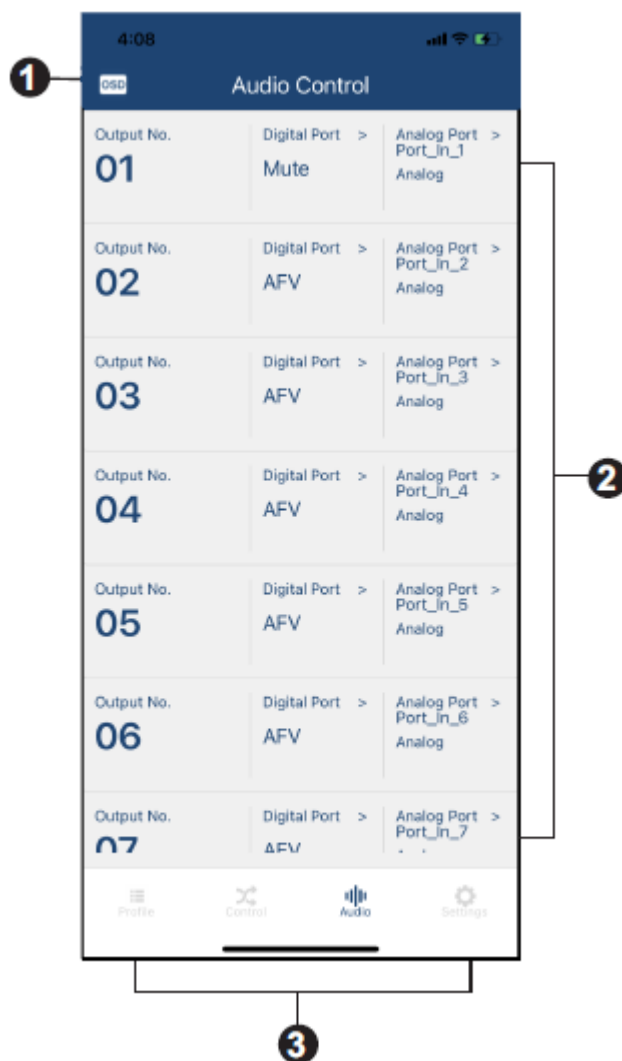 4:08
1
OSD
Audio Control
Output No.
01
Digital Port >
Mute
Analog Port >
Port_In_1
Analog
Output No.
02
Digital Port >
AFV
Analog Port >
Port_In_2
Analog
Output No.
03
Digital Port >
AFV
Analog Port >
Port_In_3
Analog
2
Output No.
04
Digital Port >
AFV
Analog Port >
Port_In_4
Analog
Output No.
05
Digital Port >
AFV
Analog Port >
Port_In_5
Analog
Output No.
06
Digital Port >
AFV
Analog Port >
Port_In_6
Analog
Output No.
07
Digital Port >
AFV
Analog Port >
Port_In_7
Profile
Control
Audio
Settings
3